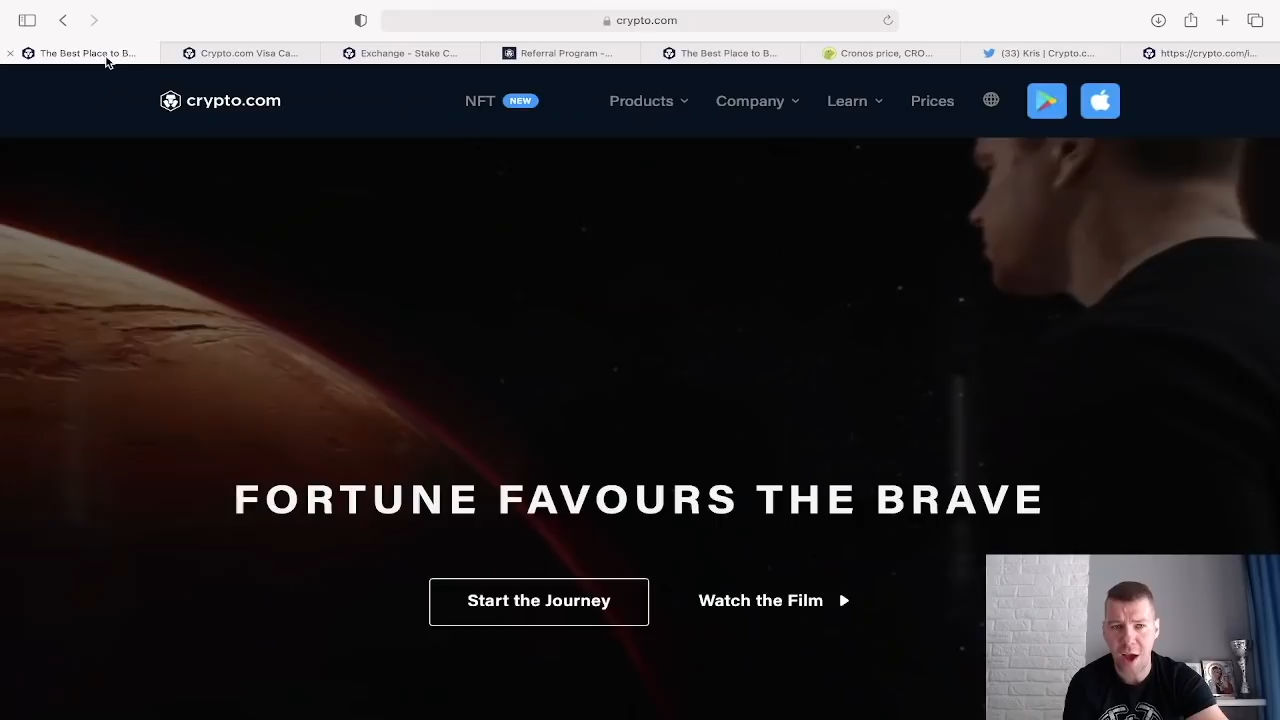 crypto.com
The Best Place to B...
Crypto.com Visa Ca...
Exchange - Stake C...
Referral Program -...
The Best Place to B...
Cronos price, CRO...
(33) Kris | Crypto.c...
https://crypto.com/i...
crypto.com
NFT NEW
Products
Company
Learn
Prices
FORTUNE FAVOURS THE BRAVE
Start the Journey
Watch the Film